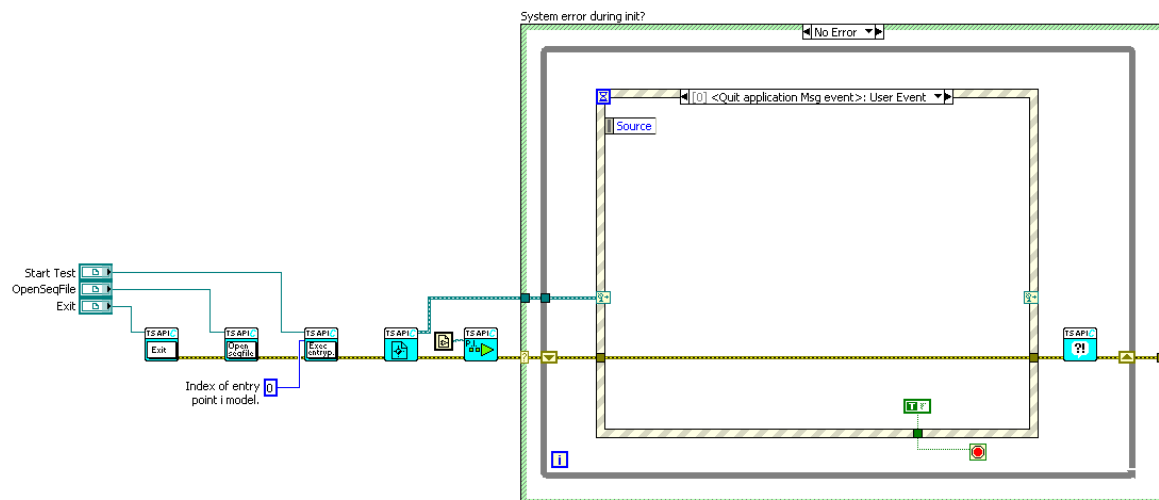 System error during init?
No Error
[0] <Quit application Msg event>: User Event
Source
Start Test
OpenSeqFile
Exit
TS API C
Exit
TS API C
Open
seqfile
TS API C
Exec
entryp.
TS API C
TS API C
P.I.
TS API C
?!
?
Index of entry
point i model.
0
T F
i